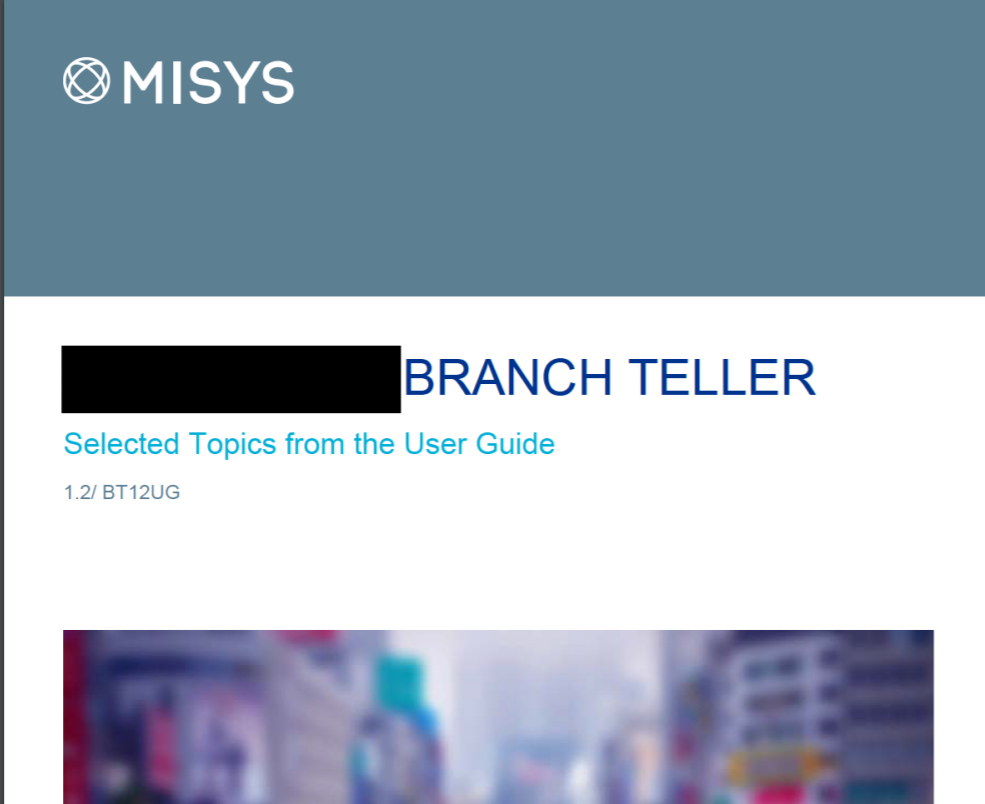 MISYS
BRANCH TELLER
Selected Topics from the User Guide
1.2/ BT12UG